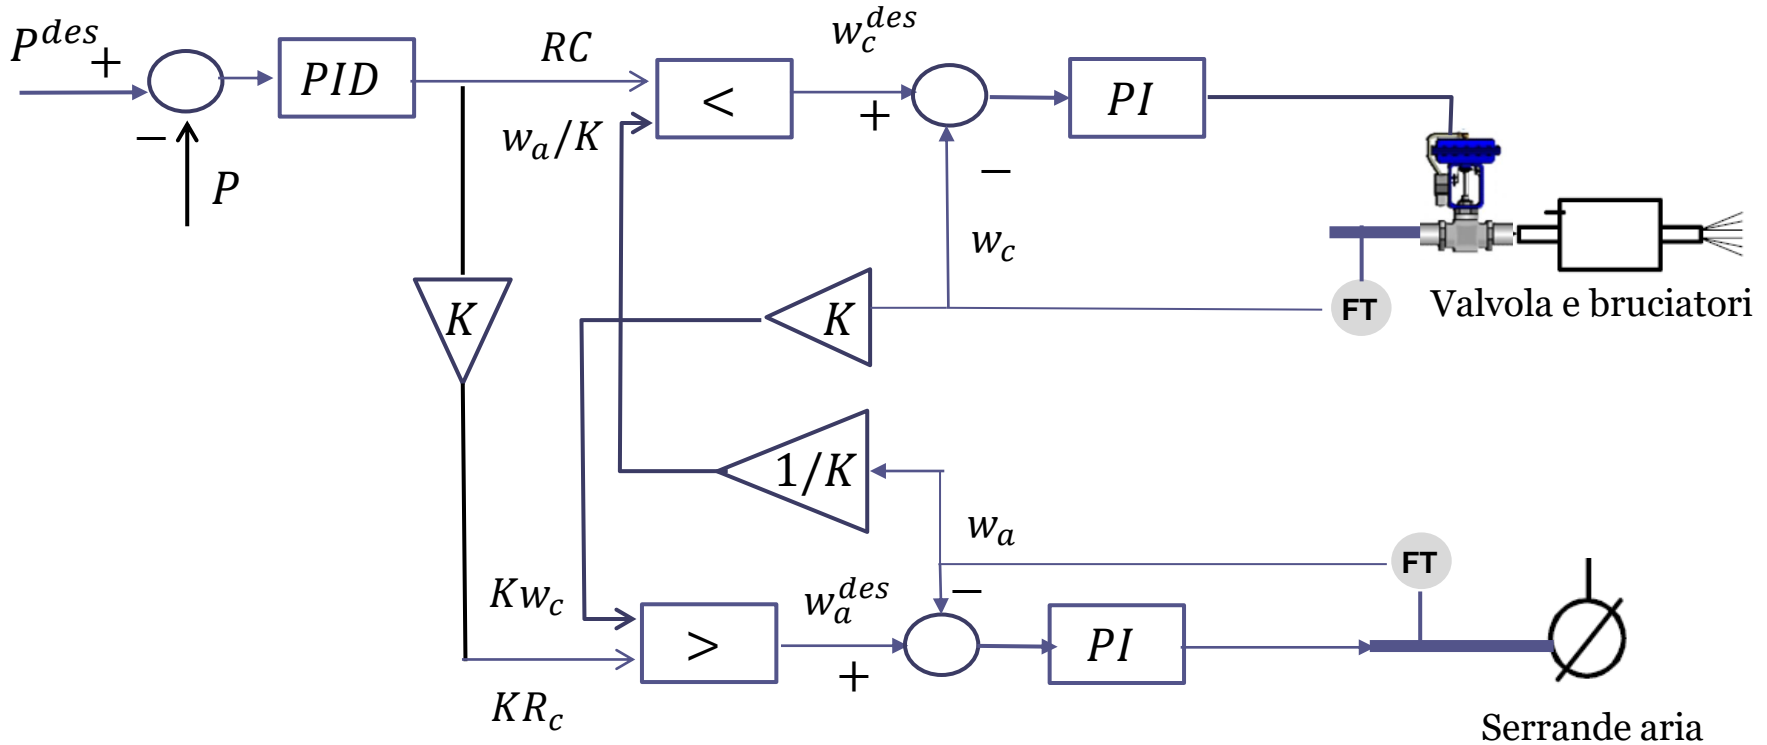 P^{des}
+
−
P
PID
RC
w_a/K
<
w_c^{des}
+
−
w_c
PI
K
K
FT
Valvola e bruciatori
1/K
w_a
FT
Kw_c
KR_c
>
w_a^{des}
−
+
PI
Serrande aria